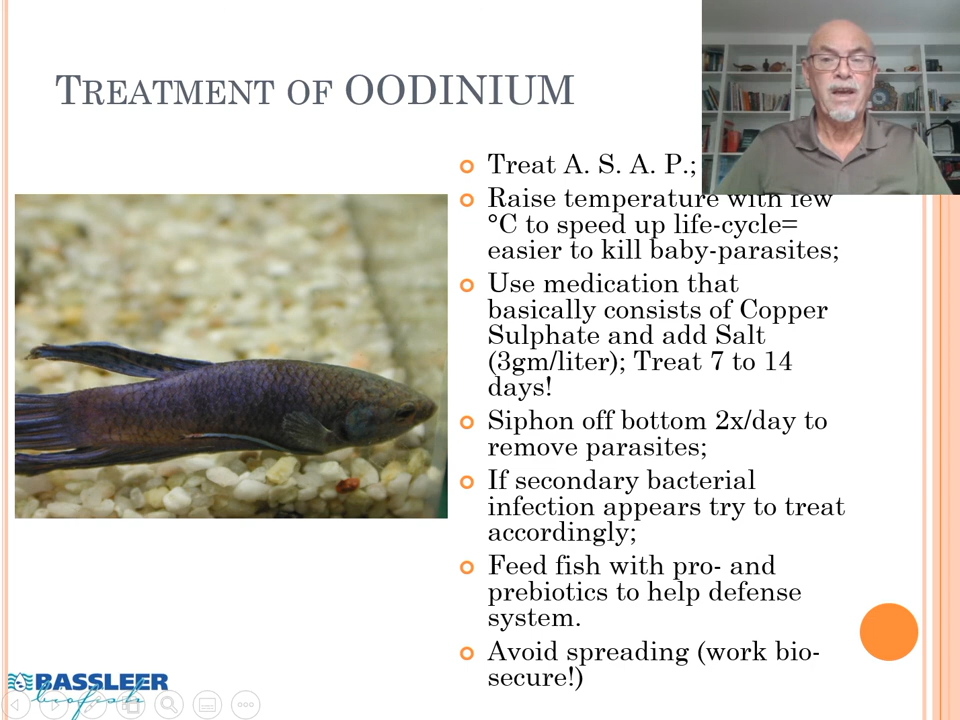 TREATMENT OF OODINIUM
Treat A. S. A. P.;
Raise temperature with few
°C to speed up life-cycle=
easier to kill baby-parasites;
Use medication that
basically consists of Copper
Sulphate and add Salt
(3gm/liter); Treat 7 to 14
days!
Siphon off bottom 2x/day to
remove parasites;
If secondary bacterial
infection appears try to treat
accordingly;
Feed fish with pro- and
prebiotics to help defense
system.
Avoid spreading (work bio-
secure!)
BASSLEER
biofish